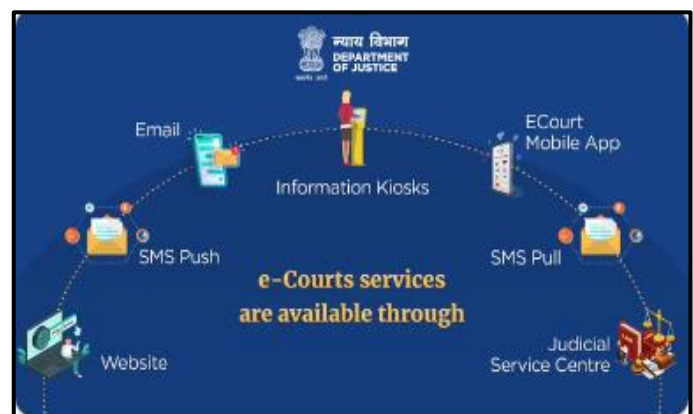 न्याय विभाग
DEPARTMENT
OF JUSTICE
Email
Information Kiosks
ECourt
Mobile App
SMS Push
SMS Pull
e-Courts services
are available through
Website
Judicial
Service Centre